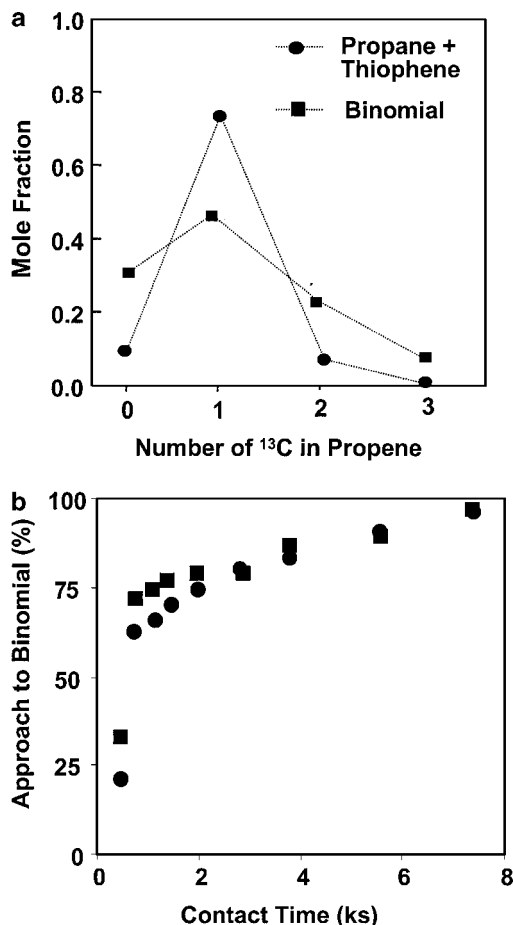 a
1.0
0.8
0.6
0.4
0.2
0.0
Mole Fraction
Propane +
Thiophene
Binomial
0 1 2 3
Number of ¹³C in Propene
b
100
75
50
25
0
Approach to Binomial (%)
0 2 4 6 8
Contact Time (ks)